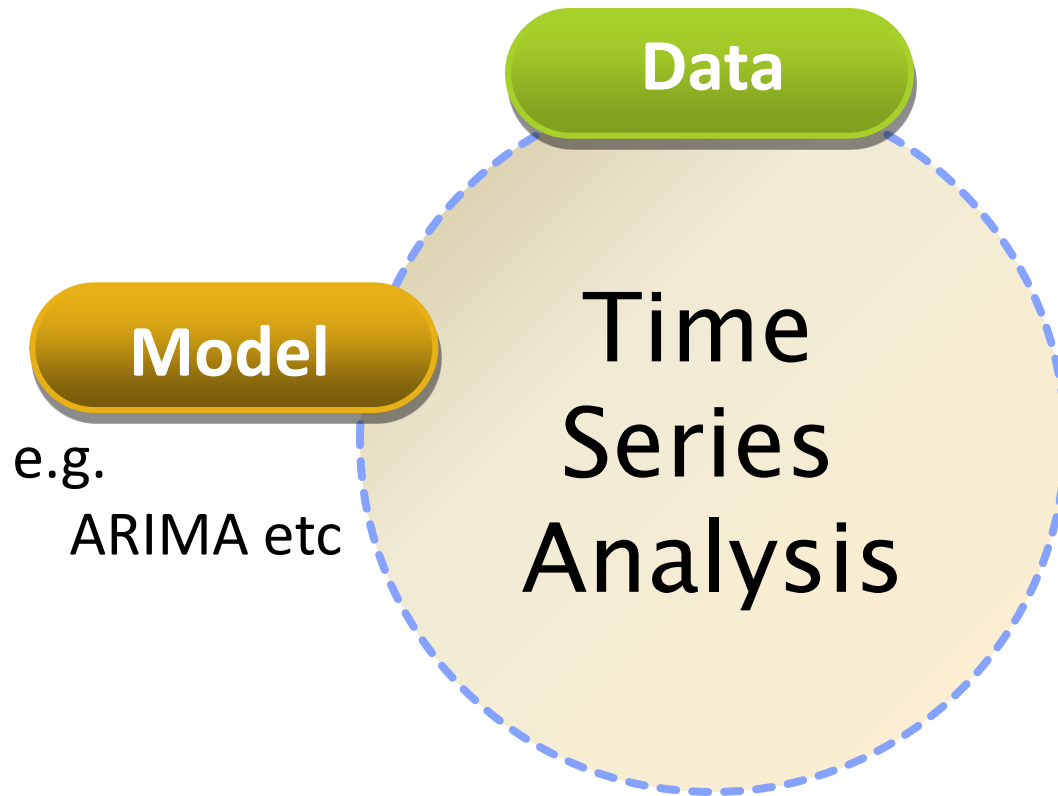 Data
Model
e.g.
ARIMA etc
Time
Series
Analysis